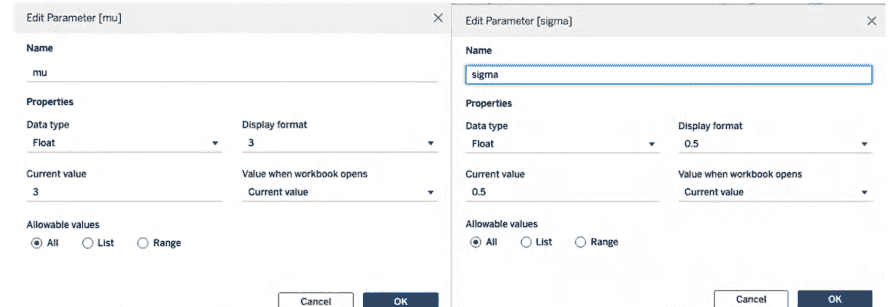 Edit Parameter [mu]
Name
mu
Properties
Data type
Display format
Float
3
Current value
Value when workbook opens
3
Current value
Allowable values
All
List
Range
Cancel
OK
Edit Parameter [sigma]
Name
sigma
Properties
Data type
Display format
Float
0.5
Current value
Value when workbook opens
0.5
Current value
Allowable values
All
List
Range
Cancel
OK